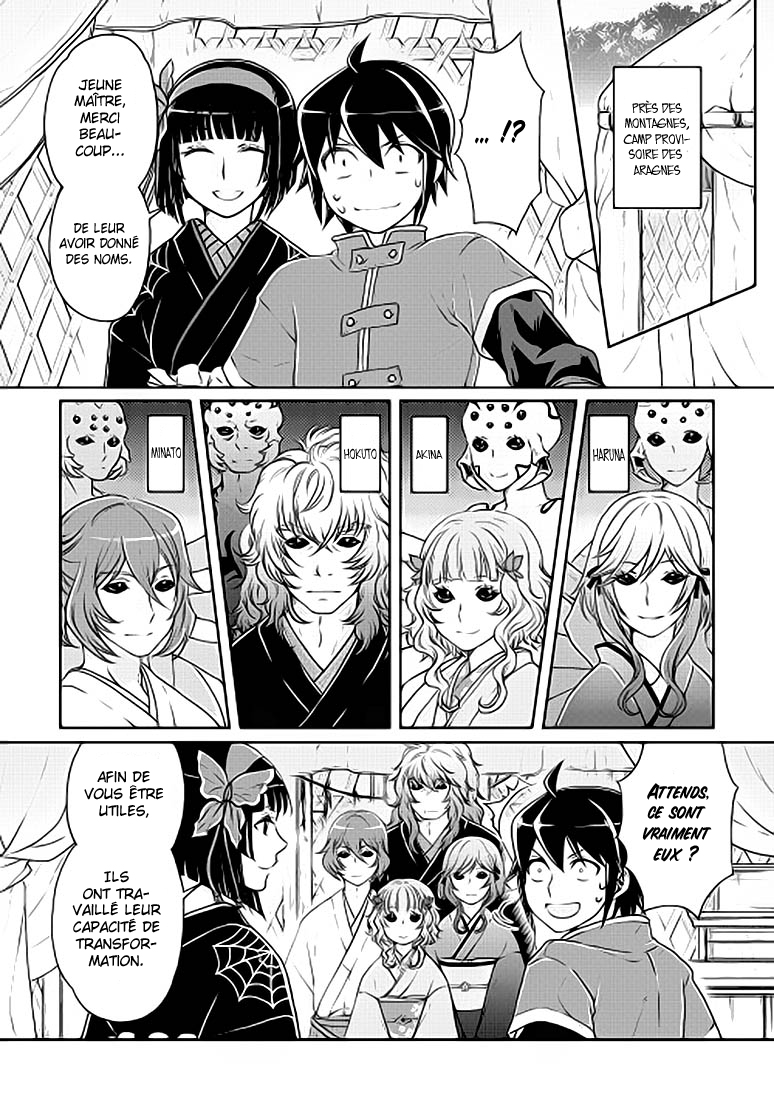 PRÈS DES
MONTAGNES,
CAMP PROVI-
SOIRE DES
ARAGNES
... !?
JEUNE
MAÎTRE,
MERCI
BEAU-
COUP...
DE LEUR
AVOIR DONNÉ
DES NOMS.
HARUNA
AKINA
HOKUTO
MINATO
ATTENDS,
CE SONT
VRAIMENT
EUX ?
AFIN DE
VOUS ÊTRE
UTILES,
ILS
ONT TRA-
VAILLÉ LEUR
CAPACITÉ DE
TRANSFOR-
MATION.